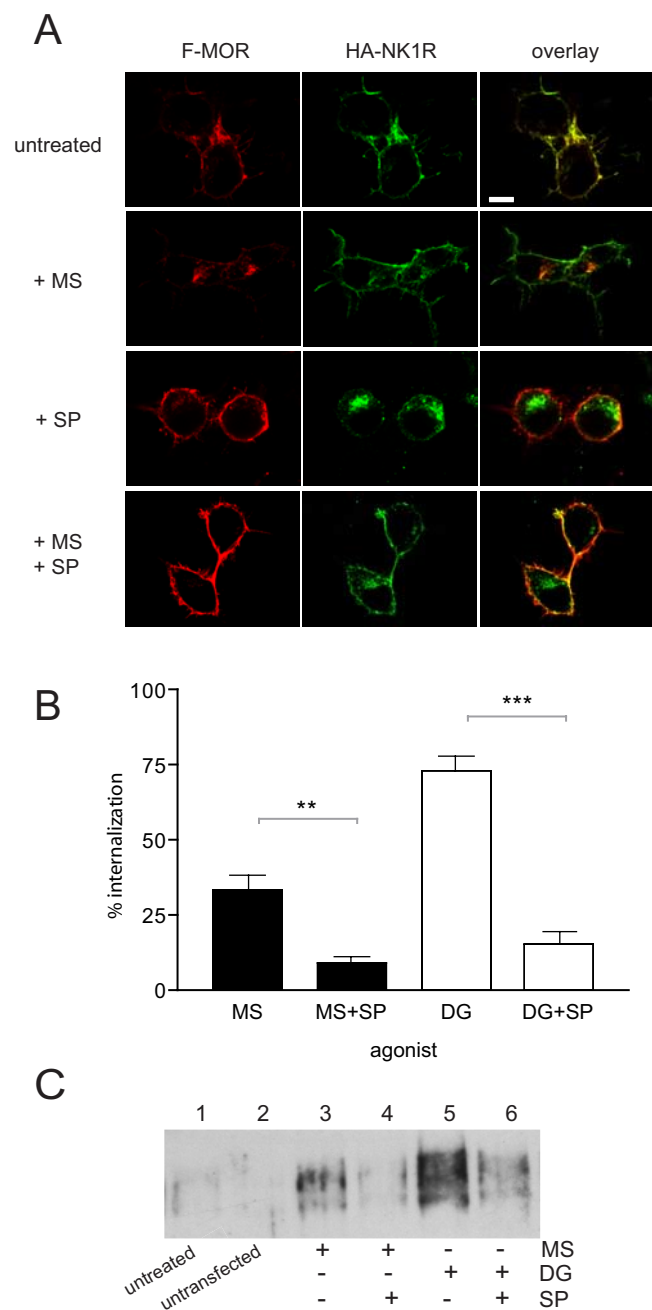 A
F-MOR HA-NK1R overlay
untreated
+ MS
+ SP
+ MS
+ SP
B
100
75
50
25
0
% internalization
**
***
MS MS+SP DG DG+SP
agonist
C
1 2 3 4 5 6
untreated untransfected
+ + - - MS
- - + + DG
- + - + SP